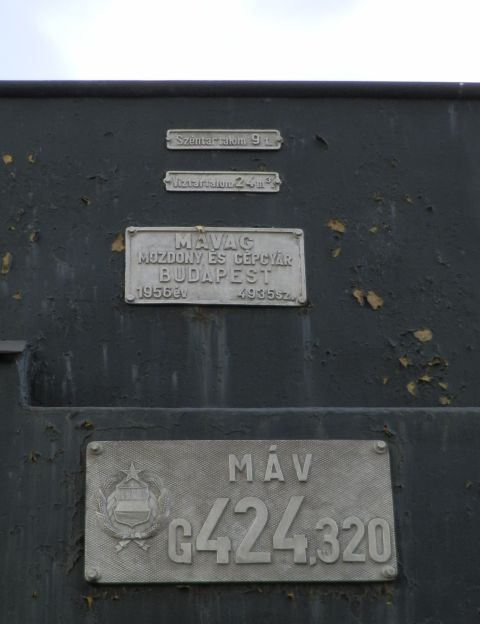 Széntartalom 9 t.
Víztartalom 24 m³
MÁVAG
MOZDONY ÉS GÉPGYÁR
BUDAPEST
1956 év 4935 sz.
MÁV
G424,320